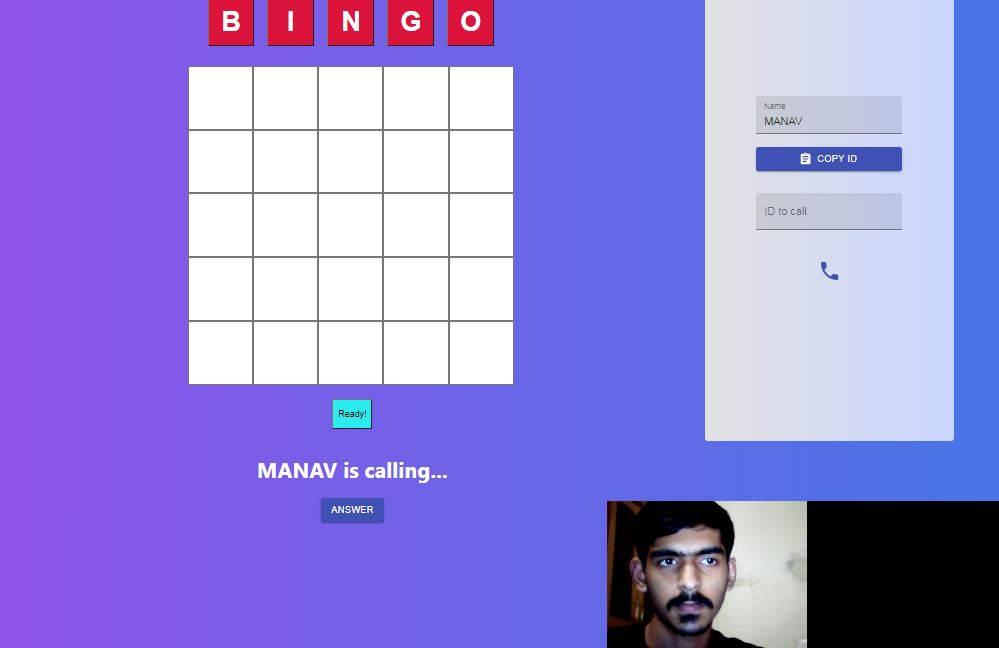 B I N G O
Name
MANAV
COPY ID
ID to call
Ready!
MANAV is calling...
ANSWER